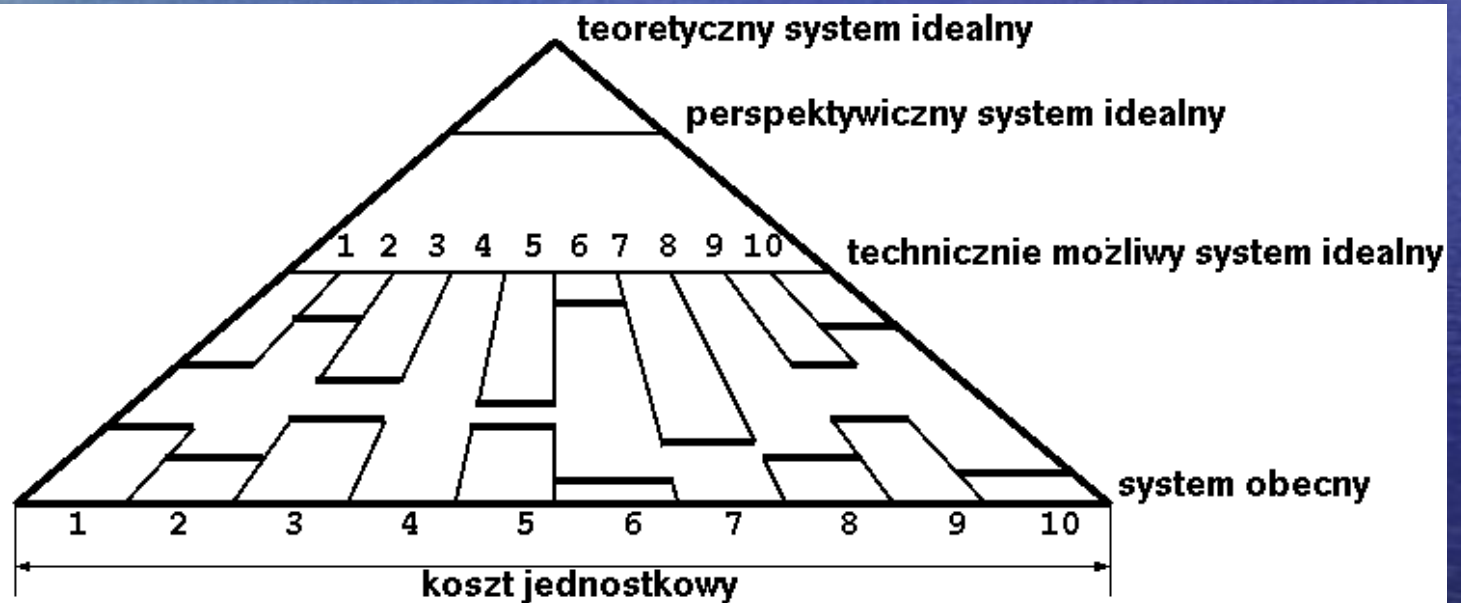 teoretyczny system idealny
perspektywiczny system idealny
1 2 3 4 5 6 7 8 9 10
technicznie możliwy system idealny
system obecny
1 2 3 4 5 6 7 8 9 10
koszt jednostkowy